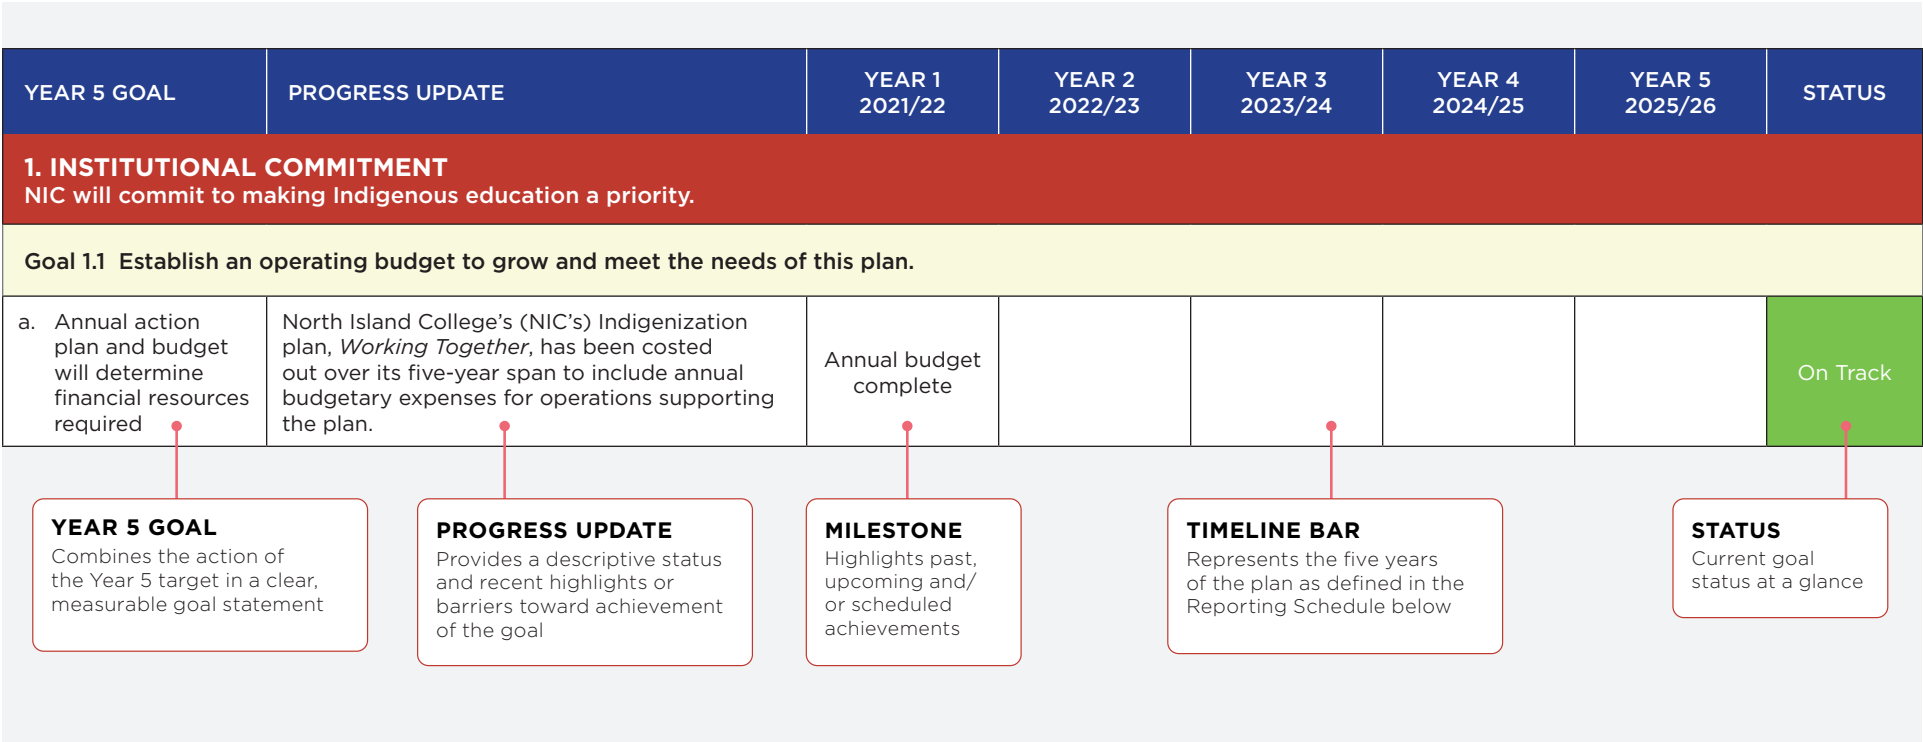 YEAR 5 GOAL
PROGRESS UPDATE
YEAR 1
2021/22
YEAR 2
2022/23
YEAR 3
2023/24
YEAR 4
2024/25
YEAR 5
2025/26
STATUS
1. INSTITUTIONAL COMMITMENT
NIC will commit to making Indigenous education a priority.
Goal 1.1 Establish an operating budget to grow and meet the needs of this plan.
a. Annual action
plan and budget
will determine
financial resources
required
North Island College’s (NIC’s) Indigenization
plan, Working Together, has been costed
out over its five-year span to include annual
budgetary expenses for operations supporting
the plan.
Annual budget
complete
On Track
YEAR 5 GOAL
Combines the action of
the Year 5 target in a clear,
measurable goal statement
PROGRESS UPDATE
Provides a descriptive status
and recent highlights or
barriers toward achievement
of the goal
MILESTONE
Highlights past,
upcoming and/
or scheduled
achievements
TIMELINE BAR
Represents the five years
of the plan as defined in the
Reporting Schedule below
STATUS
Current goal
status at a glance